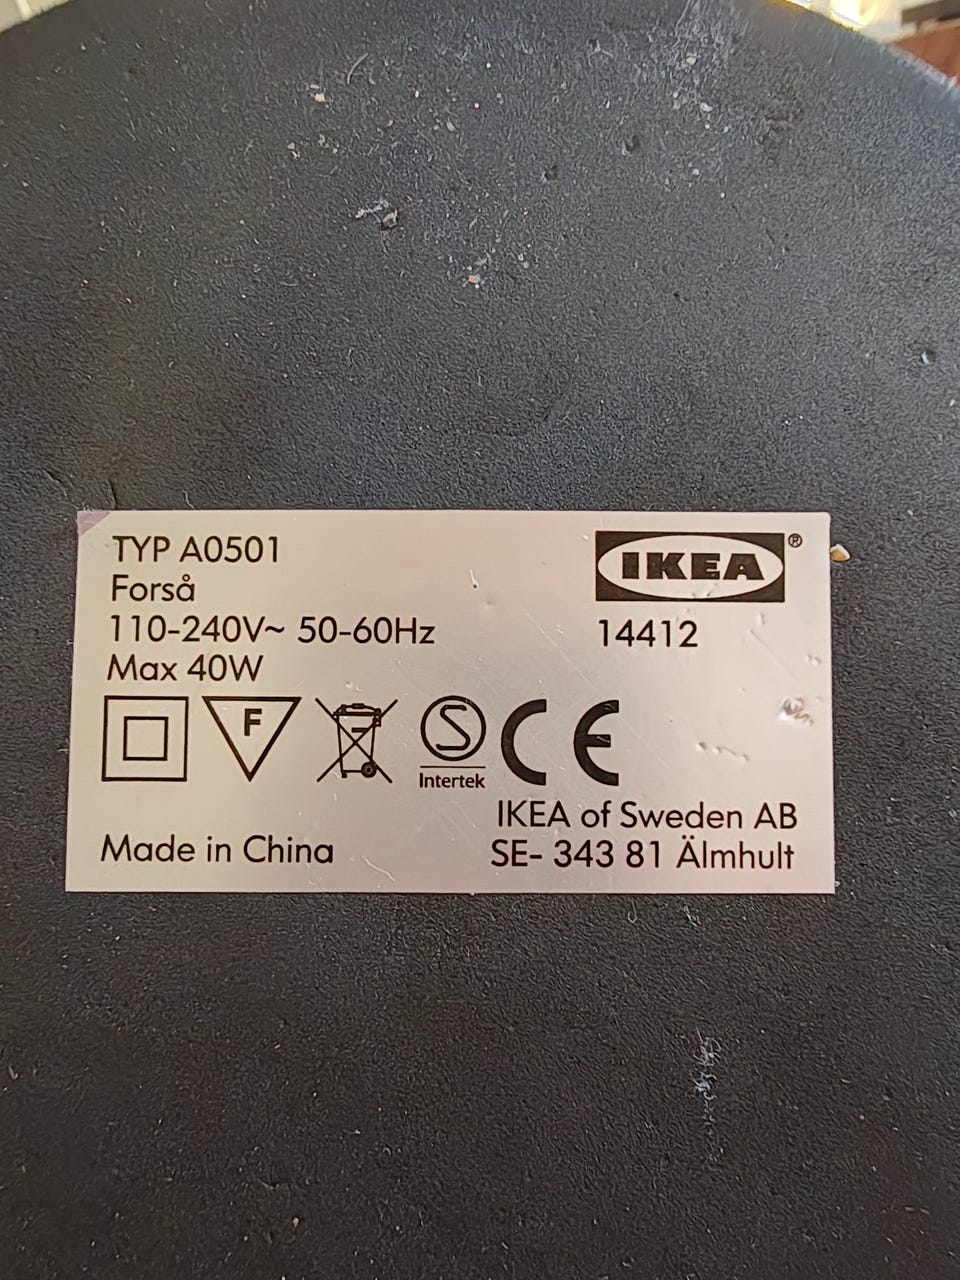 TYP A0501
Forså
110-240V~ 50-60Hz
Max 40W
IKEA®
14412
F
S
Intertek
CE
Made in China
IKEA of Sweden AB
SE- 343 81 Älmhult